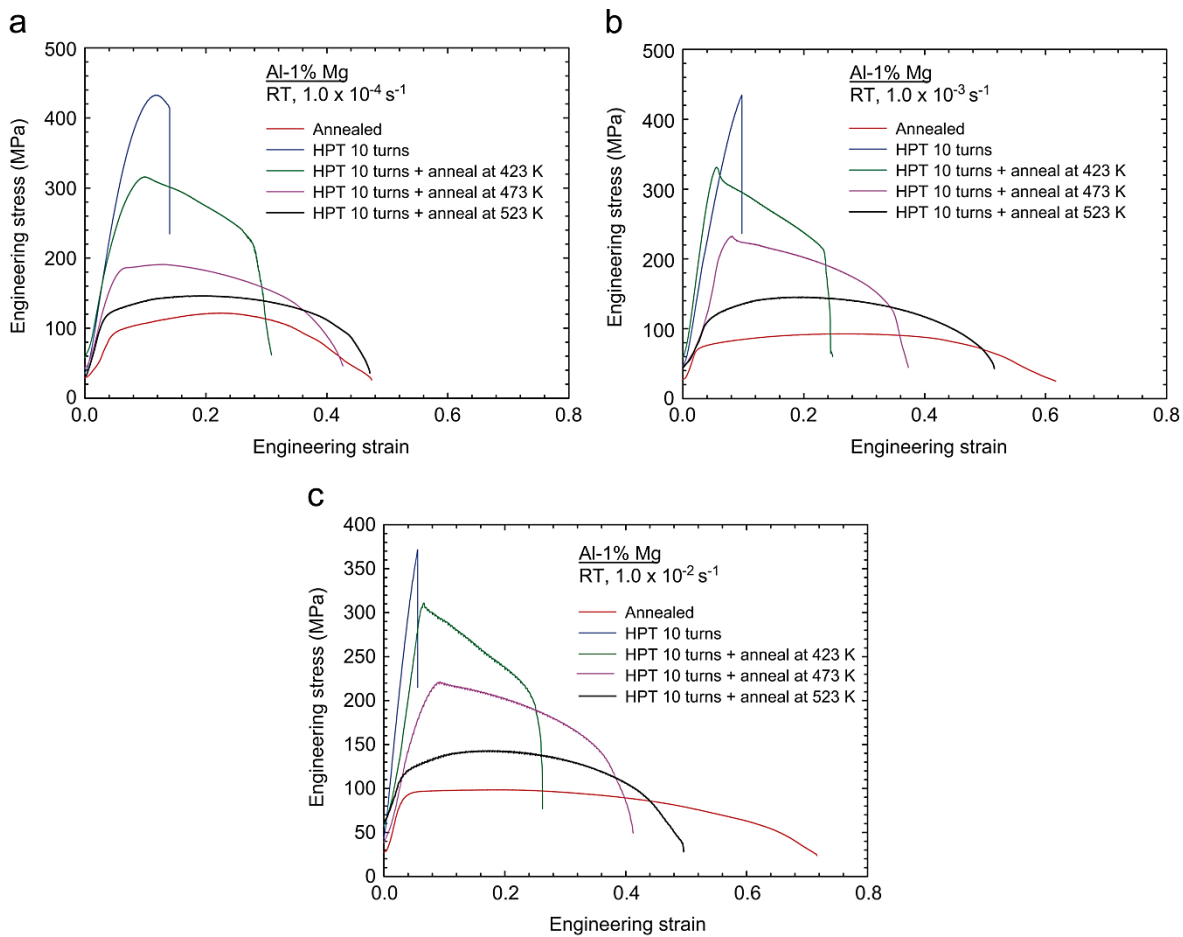 a
500
400
300
200
100
0
Engineering stress (MPa)
Al-1% Mg
RT, 1.0 x 10⁻⁴ s⁻¹
Annealed
HPT 10 turns
HPT 10 turns + anneal at 423 K
HPT 10 turns + anneal at 473 K
HPT 10 turns + anneal at 523 K
0.0 0.2 0.4 0.6 0.8
Engineering strain
b
500
400
300
200
100
0
Engineering stress (MPa)
Al-1% Mg
RT, 1.0 x 10⁻³ s⁻¹
Annealed
HPT 10 turns
HPT 10 turns + anneal at 423 K
HPT 10 turns + anneal at 473 K
HPT 10 turns + anneal at 523 K
0.0 0.2 0.4 0.6 0.8
Engineering strain
c
400
350
300
250
200
150
100
50
0
Engineering stress (MPa)
Al-1% Mg
RT, 1.0 x 10⁻² s⁻¹
Annealed
HPT 10 turns
HPT 10 turns + anneal at 423 K
HPT 10 turns + anneal at 473 K
HPT 10 turns + anneal at 523 K
0.0 0.2 0.4 0.6 0.8
Engineering strain